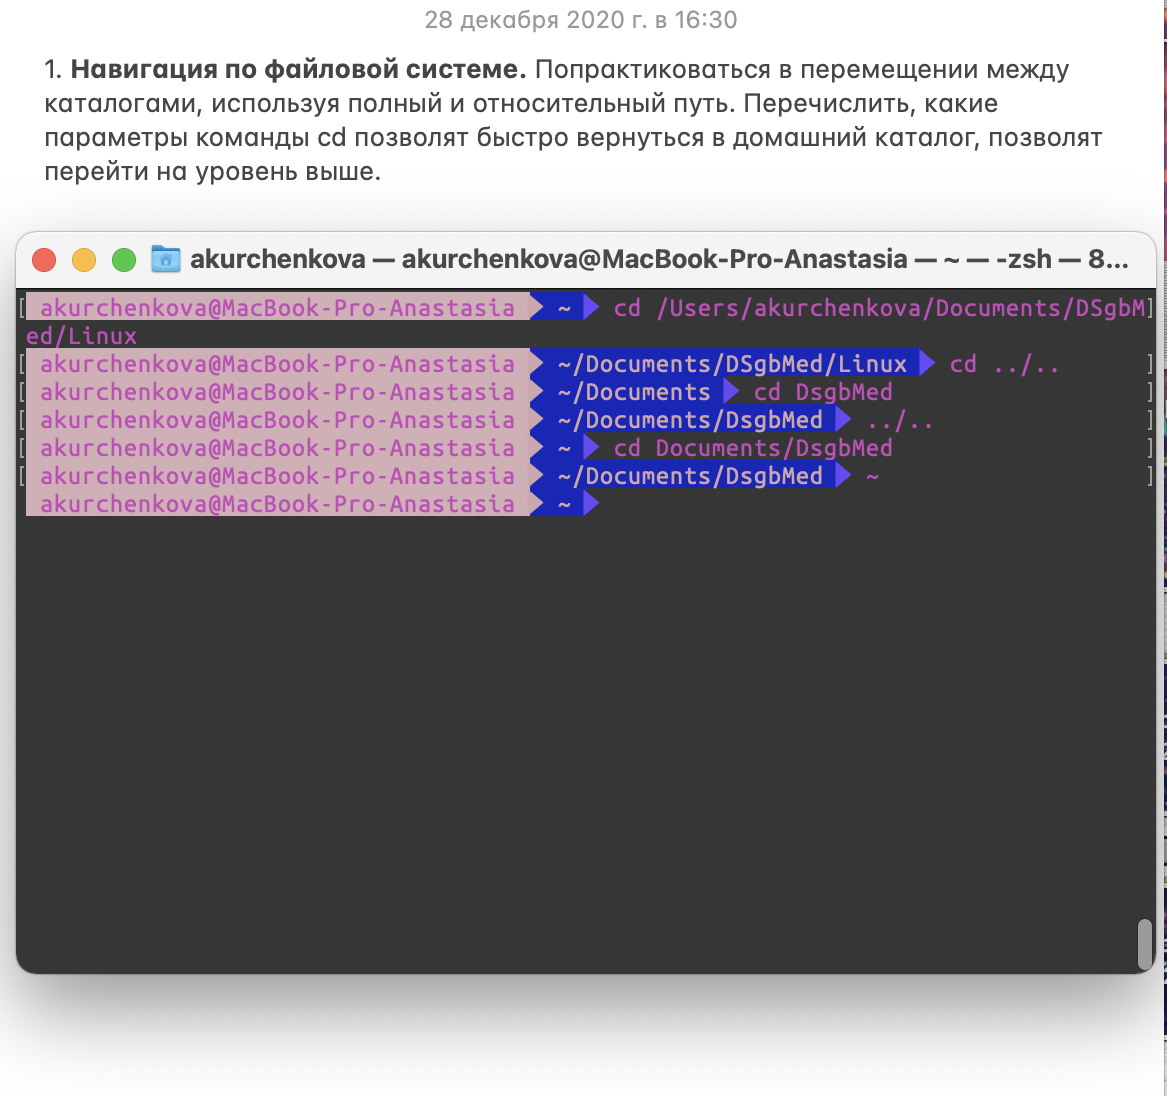 28 декабря 2020 г. в 16:30
1. Навигация по файловой системе. Попрактиковаться в перемещении между
каталогами, используя полный и относительный путь. Перечислить, какие
параметры команды cd позволят быстро вернуться в домашний каталог, позволят
перейти на уровень выше.
akurchenkova — akurchenkova@MacBook-Pro-Anastasia — ~ — -zsh — 8...
[ akurchenkova@MacBook-Pro-Anastasia ~ cd /Users/akurchenkova/Documents/DSgbM]
ed/Linux
[ akurchenkova@MacBook-Pro-Anastasia ~/Documents/DSgbMed/Linux cd ../.. ]
[ akurchenkova@MacBook-Pro-Anastasia ~/Documents cd DsgbMed ]
[ akurchenkova@MacBook-Pro-Anastasia ~/Documents/DsgbMed ../.. ]
[ akurchenkova@MacBook-Pro-Anastasia ~ cd Documents/DsgbMed ]
[ akurchenkova@MacBook-Pro-Anastasia ~/Documents/DsgbMed ~ ]
akurchenkova@MacBook-Pro-Anastasia ~